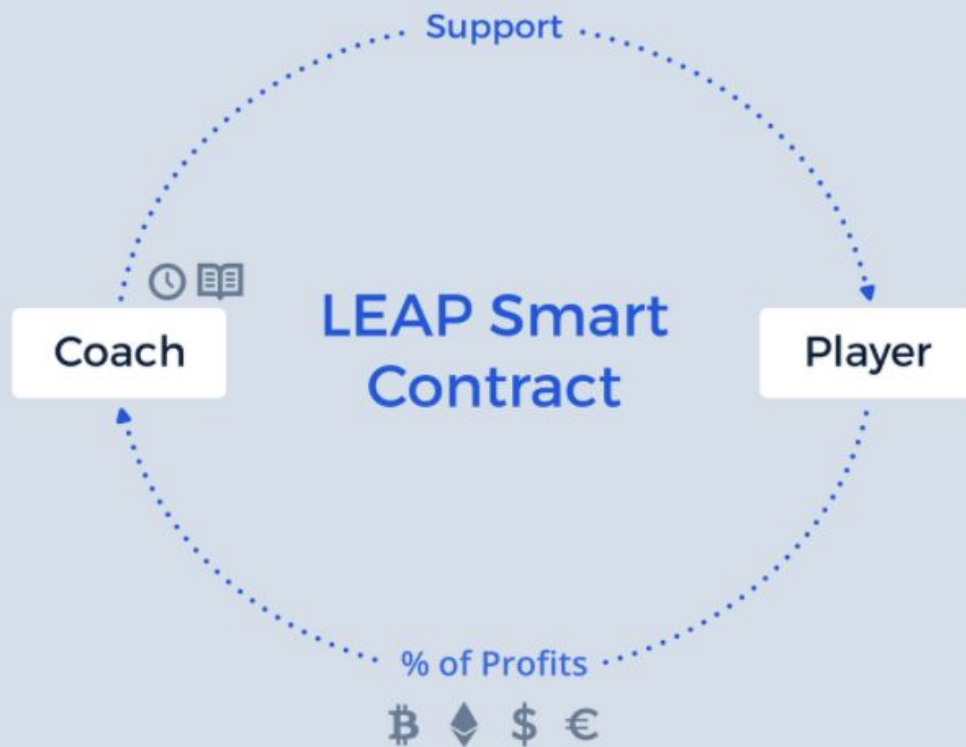 Support
LEAP Smart
Contract
Coach
Player
% of Profits
₿ $ €